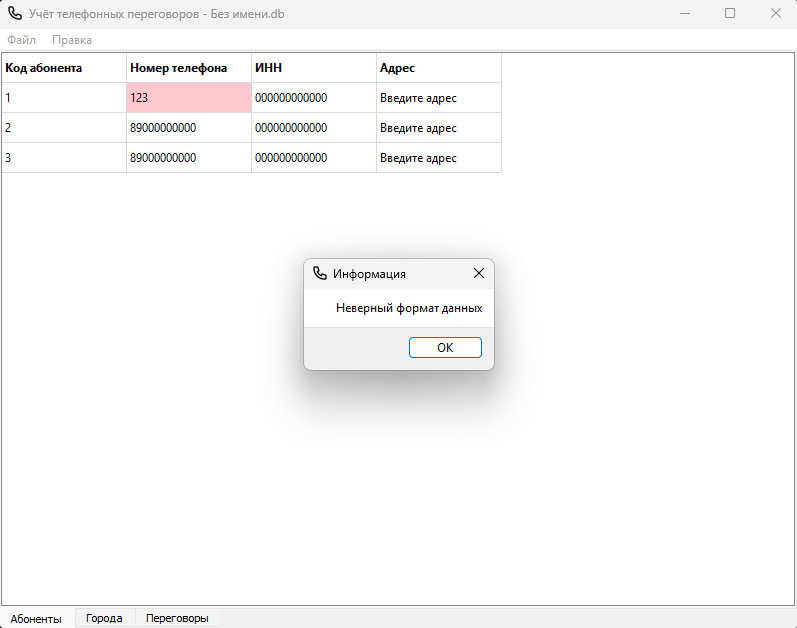 Учёт телефонных переговоров - Без имени.db
Файл Правка
Код абонента Номер телефона ИНН Адрес
1 123 000000000000 Введите адрес
2 89000000000 000000000000 Введите адрес
3 89000000000 000000000000 Введите адрес
Информация
Неверный формат данных
ОК
Абоненты Города Переговоры